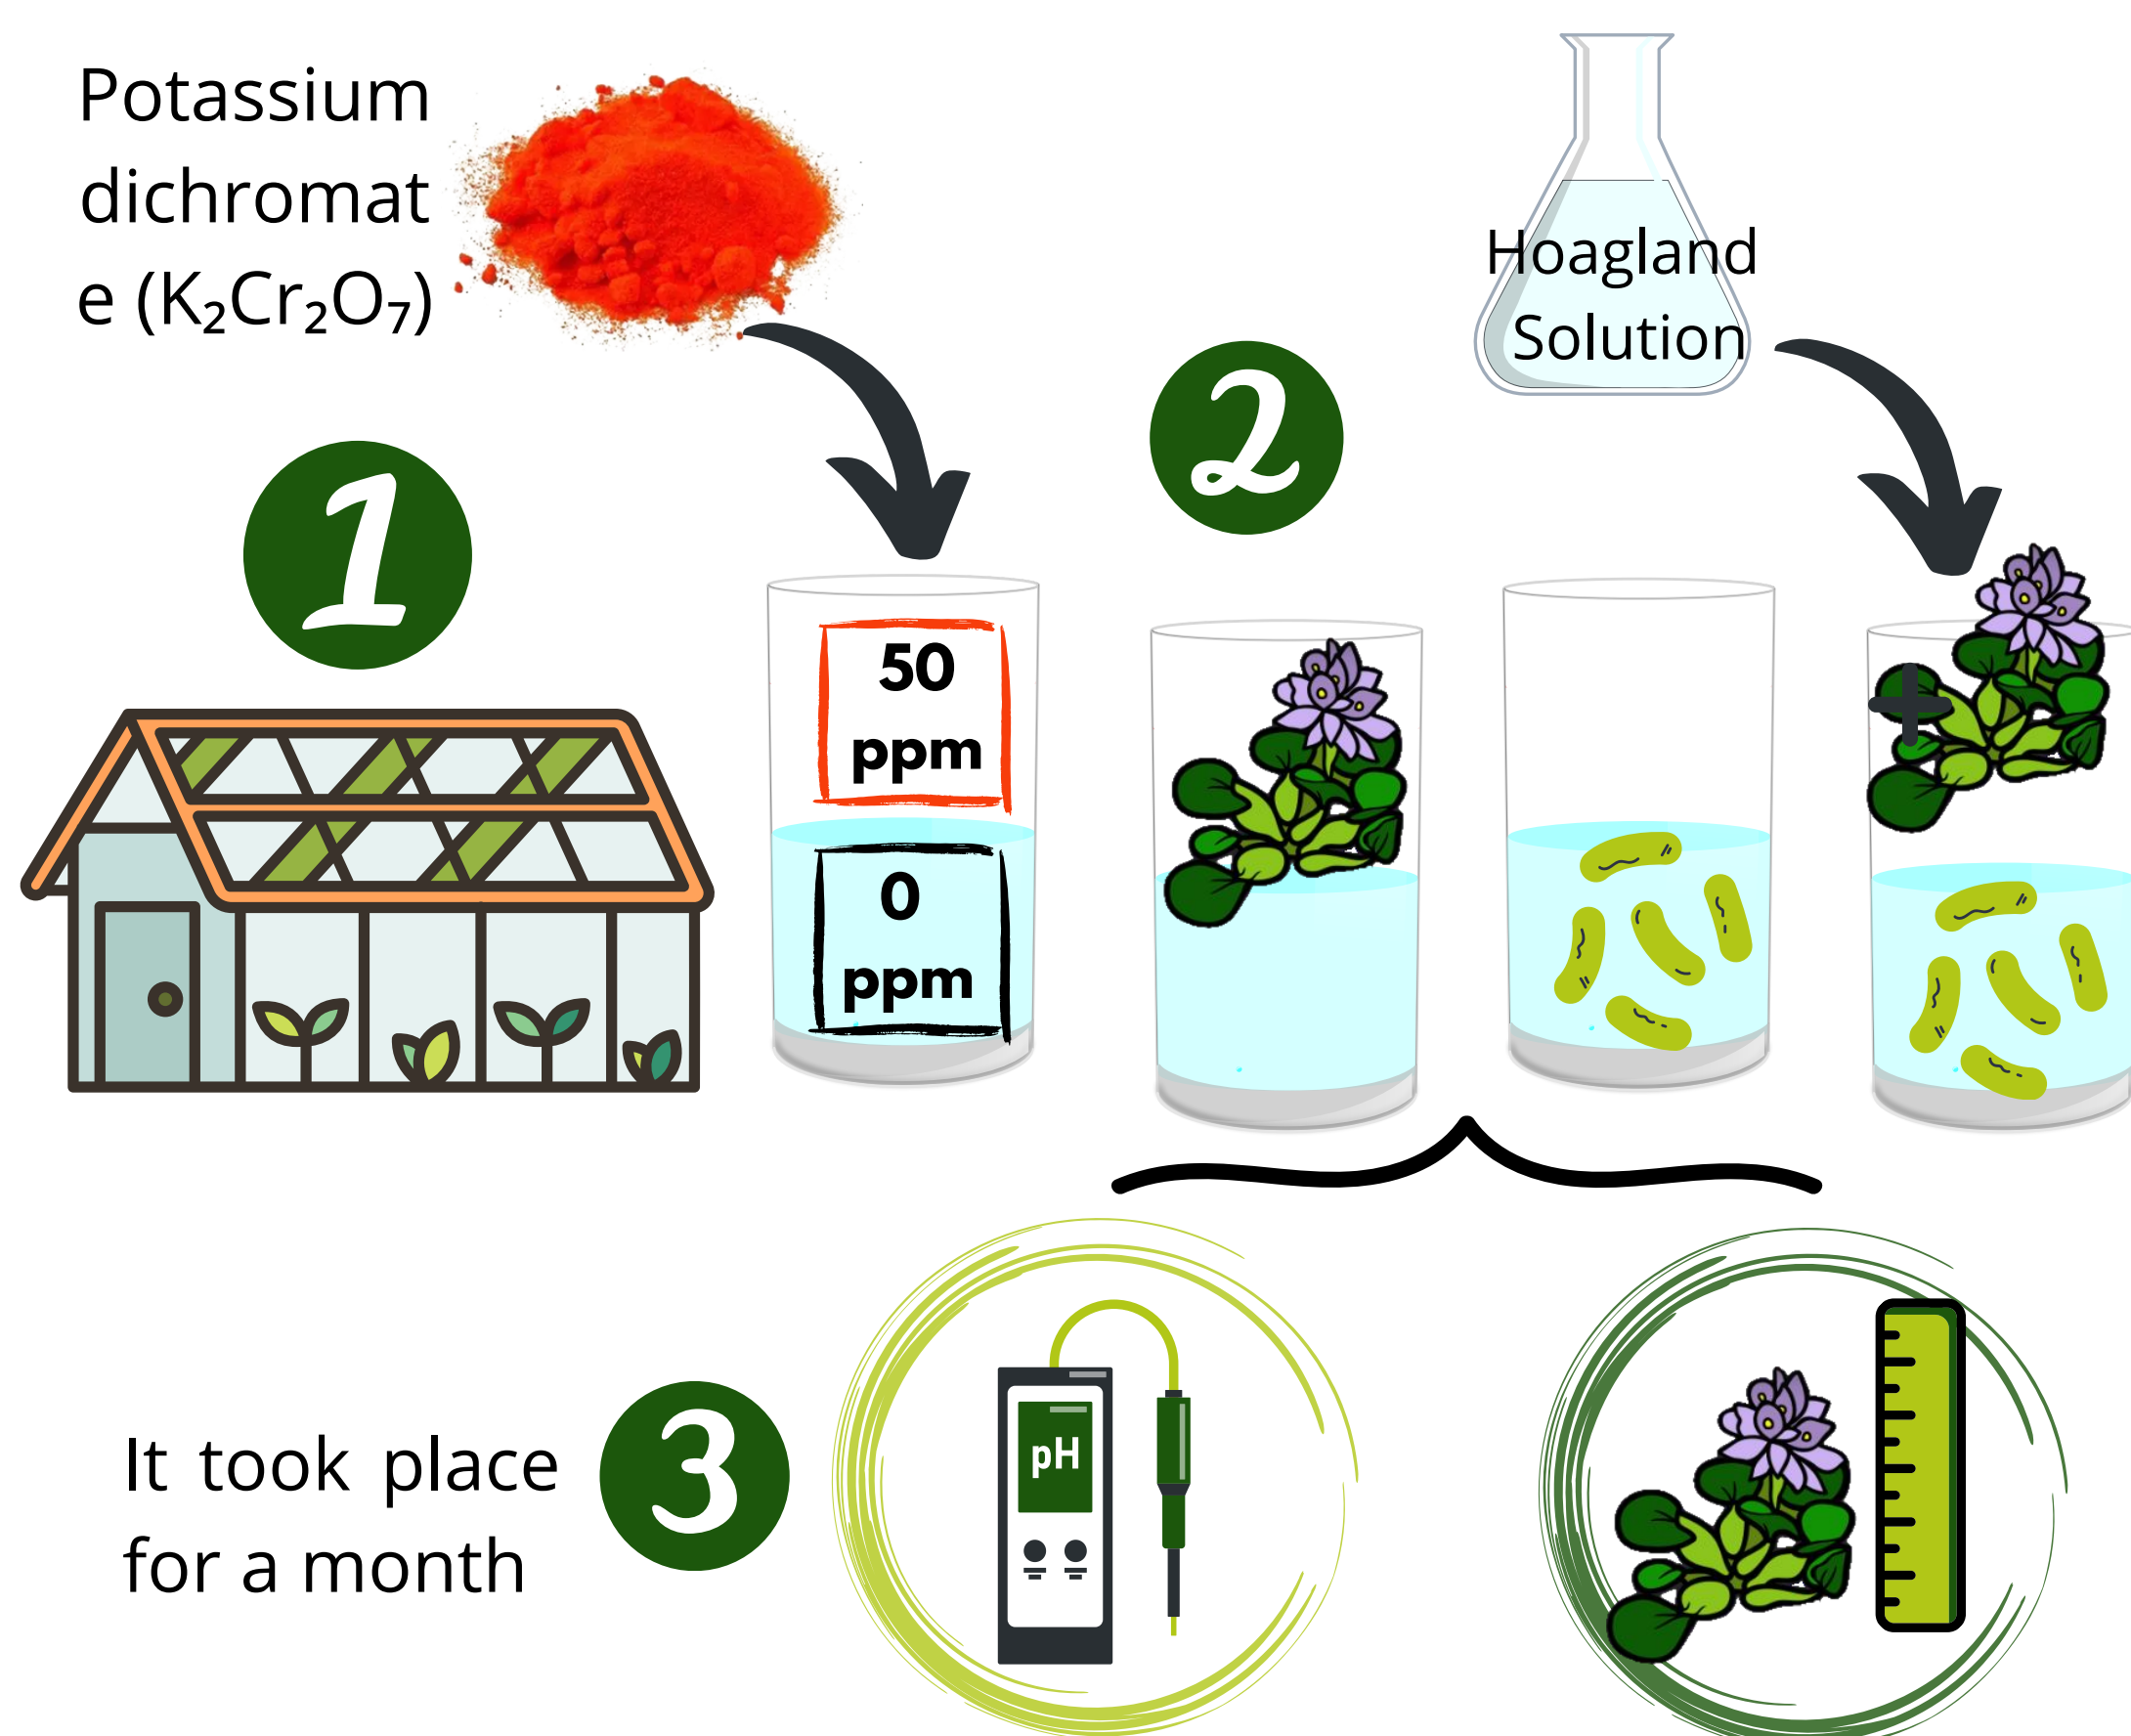 Potassium
dichromat
e (K₂Cr₂O₇)
Hoagland
Solution
1
2
50
ppm
0
ppm
It took place
for a month
3
pH